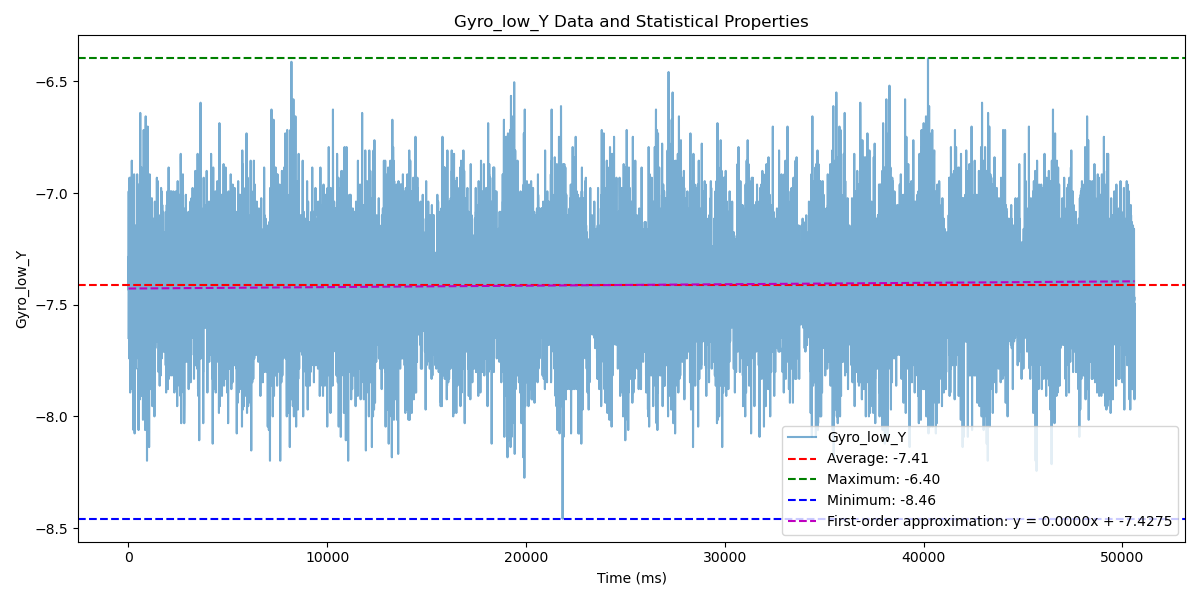 Gyro_low_Y Data and Statistical Properties
Gyro_low_Y
−6.5
−7.0
−7.5
−8.0
−8.5
Gyro_low_Y
Average: -7.41
Maximum: -6.40
Minimum: -8.46
First-order approximation: y = 0.0000x + -7.4275
0
10000
20000
30000
40000
50000
Time (ms)